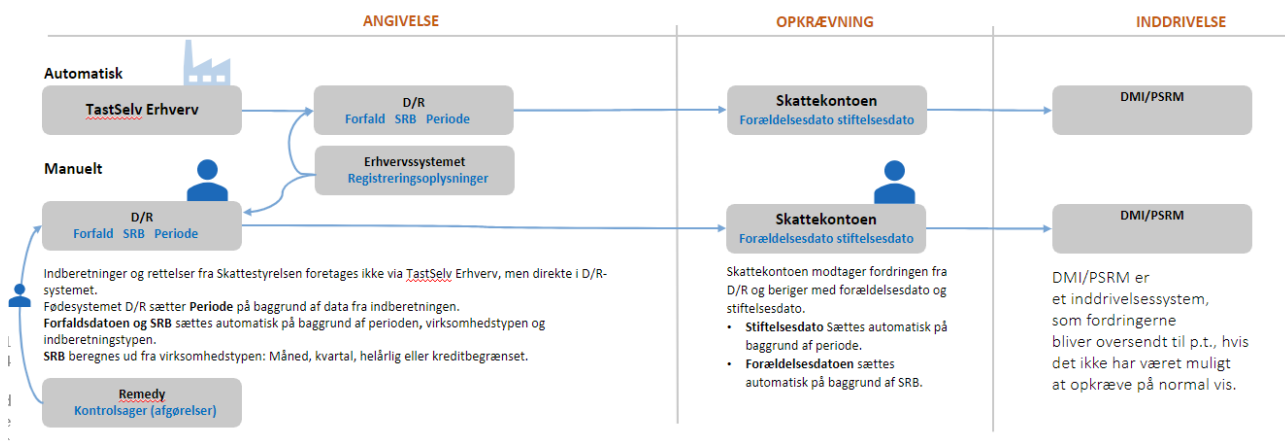 ANGIVELSE
OPKRÆVNING
INDDRIVELSE
Automatisk
TastSelv Erhverv
D/R
Forfald SRB Periode
Skattekontoen
Forældelsesdato stiftelsesdato
DMI/PSRM
Erhvervssystemet
Registreringsoplysninger
Manuelt
D/R
Forfald SRB Periode
Skattekontoen
Forældelsesdato stiftelsesdato
DMI/PSRM
Indberetninger og rettelser fra Skattestyrelsen foretages ikke via TastSelv Erhverv, men direkte i D/R-
systemet.
Fødesystemet D/R sætter Periode på baggrund af data fra indberetningen.
Forfaldsdatoen og SRB sættes automatisk på baggrund af perioden, virksomhedstypen og
indberetningstypen.
SRB beregnes ud fra virksomhedstypen: Måned, kvartal, helårlig eller kreditbegrænset.
Skattekontoen modtager fordringen fra
D/R og beriger med forældelsesdato og
stiftelsesdato.
• Stiftelsesdato Sættes automatisk på
baggrund af periode.
• Forældelsesdatoen sættes
automatisk på baggrund af SRB.
DMI/PSRM er
et inddrivelsessystem,
som fordringerne
bliver oversendt til p.t., hvis
det ikke har været muligt
at opkræve på normal vis.
Remedy
Kontrolsager (afgørelser)